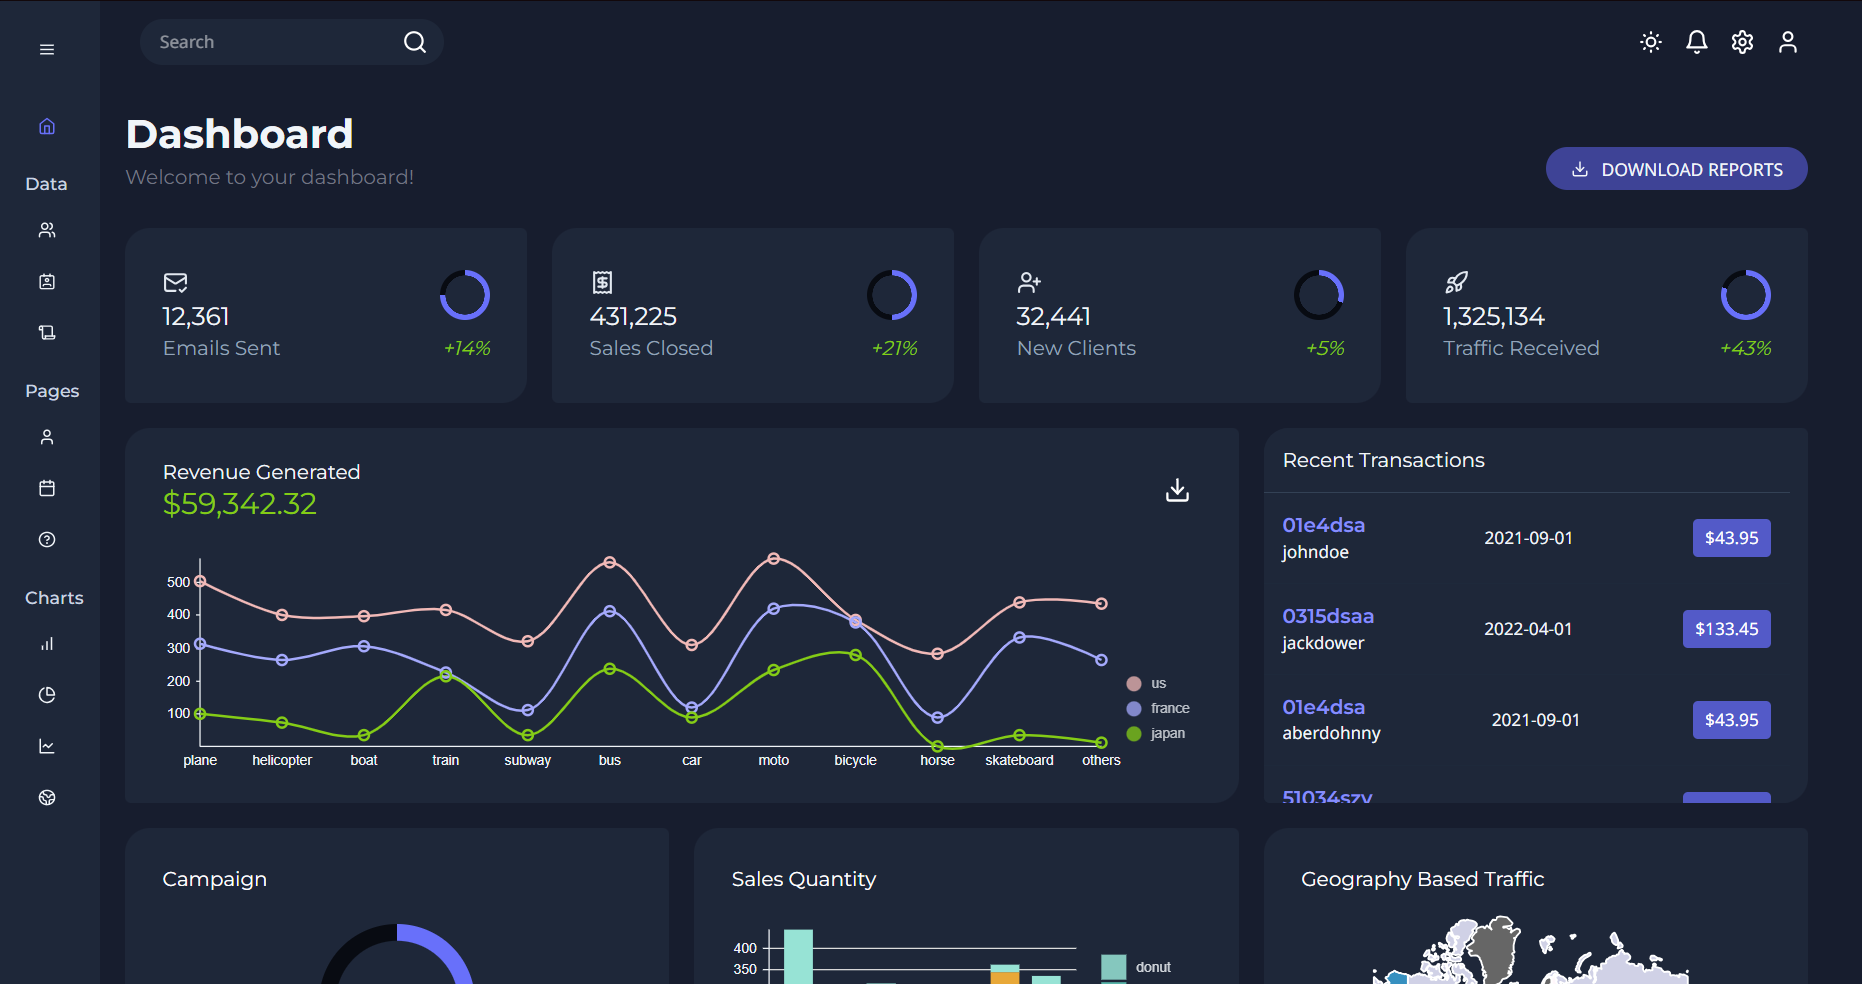 Search
Dashboard
Welcome to your dashboard!
DOWNLOAD REPORTS
Data
Pages
Charts
12,361
Emails Sent
+14%
431,225
Sales Closed
+21%
32,441
New Clients
+5%
1,325,134
Traffic Received
+43%
Revenue Generated
$59,342.32
500
400
300
200
100
plane helicopter boat train subway bus car moto bicycle horse skateboard others
us
france
japan
Recent Transactions
01e4dsa
johndoe
2021-09-01
$43.95
0315dsaa
jackdower
2022-04-01
$133.45
01e4dsa
aberdohnny
2021-09-01
$43.95
51034szv
Campaign
Sales Quantity
400
350
donut
Geography Based Traffic